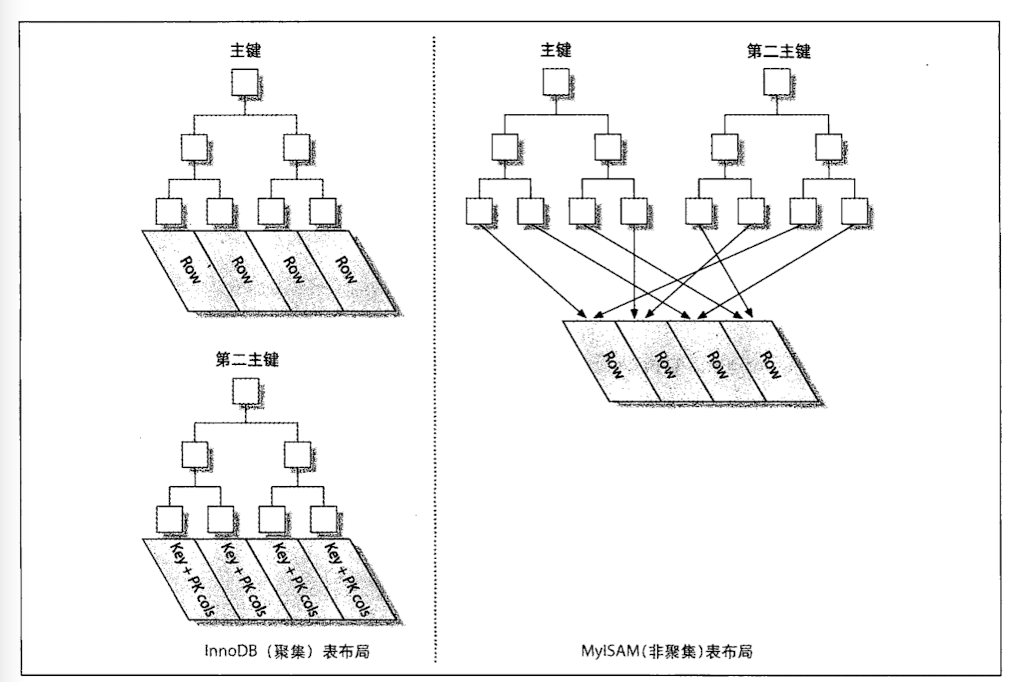 主键
Row
Row
Row
Row
第二主键
Key + PK cols
Key + PK cols
Key + PK cols
Key + PK cols
InnoDB（聚集）表布局
主键
第二主键
Row
Row
Row
Row
MyISAM(非聚集)表布局